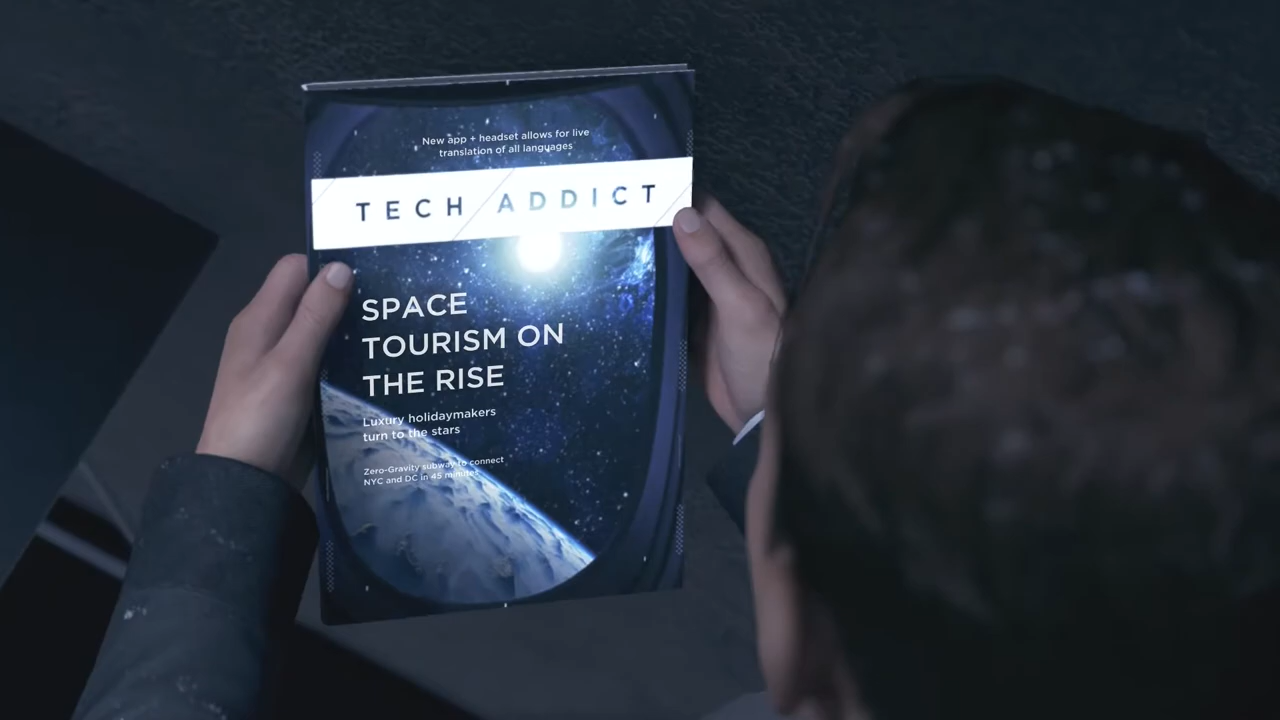 New app + headset allows for live
translation of all languages
TECH ADDICT
SPACE
TOURISM ON
THE RISE
Luxury holidaymakers
turn to the stars
Zero-Gravity subway to connect
NYC and DC in 45 minutes